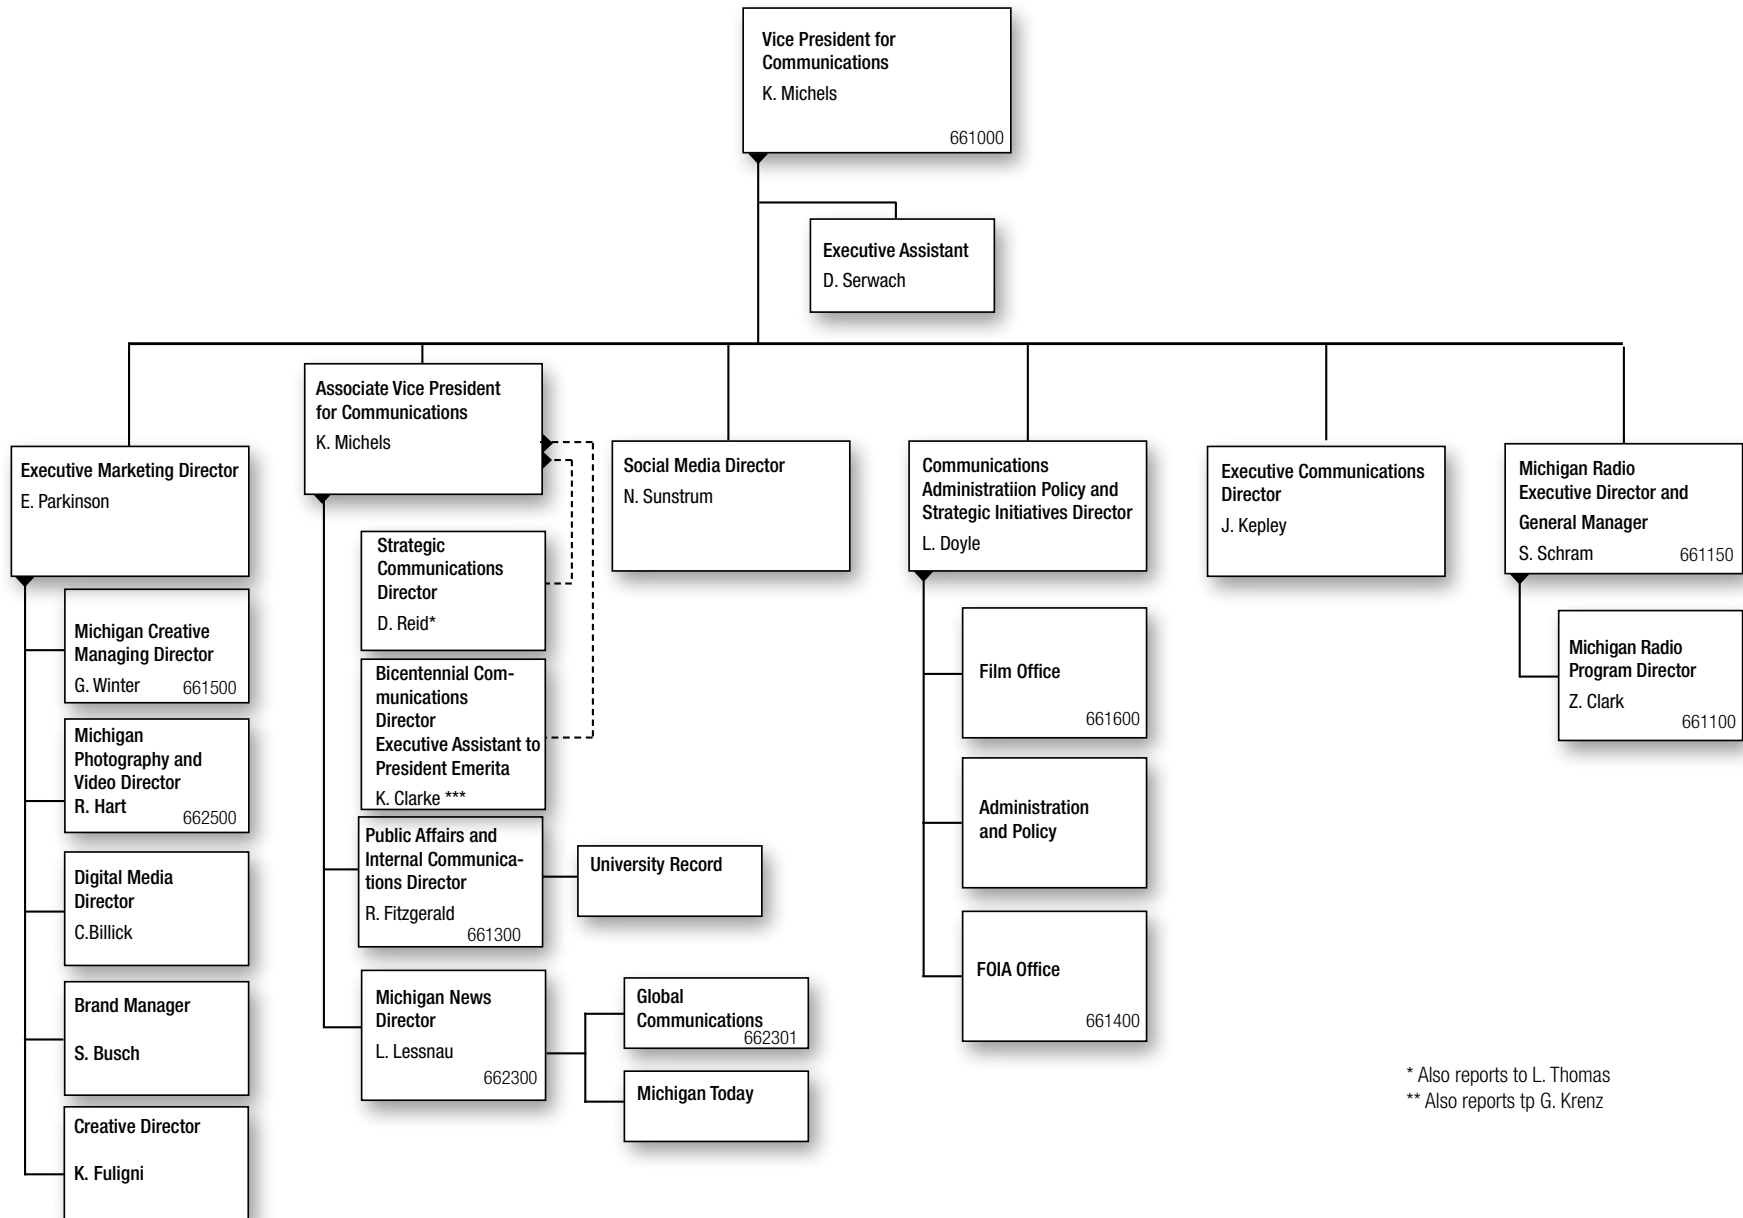 Vice President for
Communications
K. Michels
661000
Executive Assistant
D. Serwach
Executive Marketing Director
E. Parkinson
Michigan Creative
Managing Director
G. Winter 661500
Michigan
Photography and
Video Director
R. Hart 662500
Digital Media
Director
C.Billick
Brand Manager
S. Busch
Creative Director
K. Fuligni
Associate Vice President
for Communications
K. Michels
Strategic
Communications
Director
D. Reid*
Bicentennial Com-
munications
Director
Executive Assistant to
President Emerita
K. Clarke ***
Public Affairs and
Internal Communica-
tions Director
R. Fitzgerald
661300
University Record
Michigan News
Director
L. Lessnau
662300
Global
Communications
662301
Michigan Today
Social Media Director
N. Sunstrum
Communications
Administratiion Policy and
Strategic Initiatives Director
L. Doyle
Film Office
661600
Administration
and Policy
FOIA Office
661400
Executive Communications
Director
J. Kepley
Michigan Radio
Executive Director and
General Manager
S. Schram 661150
Michigan Radio
Program Director
Z. Clark
661100
* Also reports to L. Thomas
** Also reports tp G. Krenz